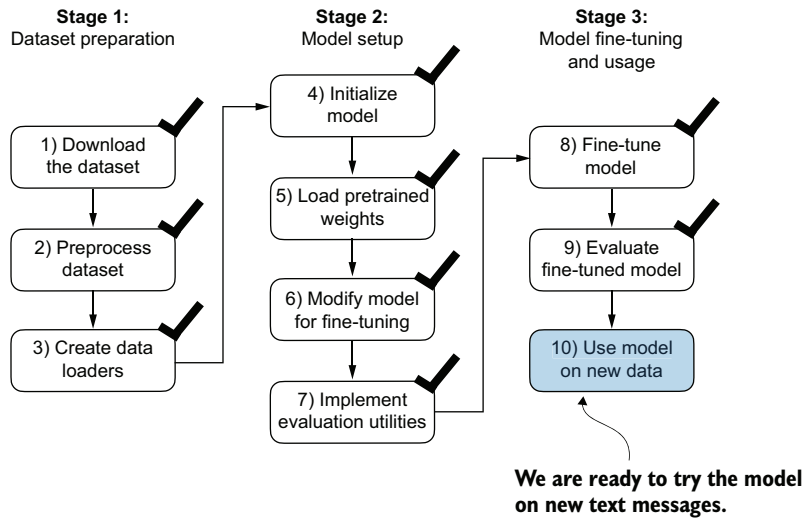 Stage 1:
Dataset preparation
1) Download
the dataset
2) Preprocess
dataset
3) Create data
loaders
Stage 2:
Model setup
4) Initialize
model
5) Load pretrained
weights
6) Modify model
for fine-tuning
7) Implement
evaluation utilities
Stage 3:
Model fine-tuning
and usage
8) Fine-tune
model
9) Evaluate
fine-tuned model
10) Use model
on new data
We are ready to try the model
on new text messages.